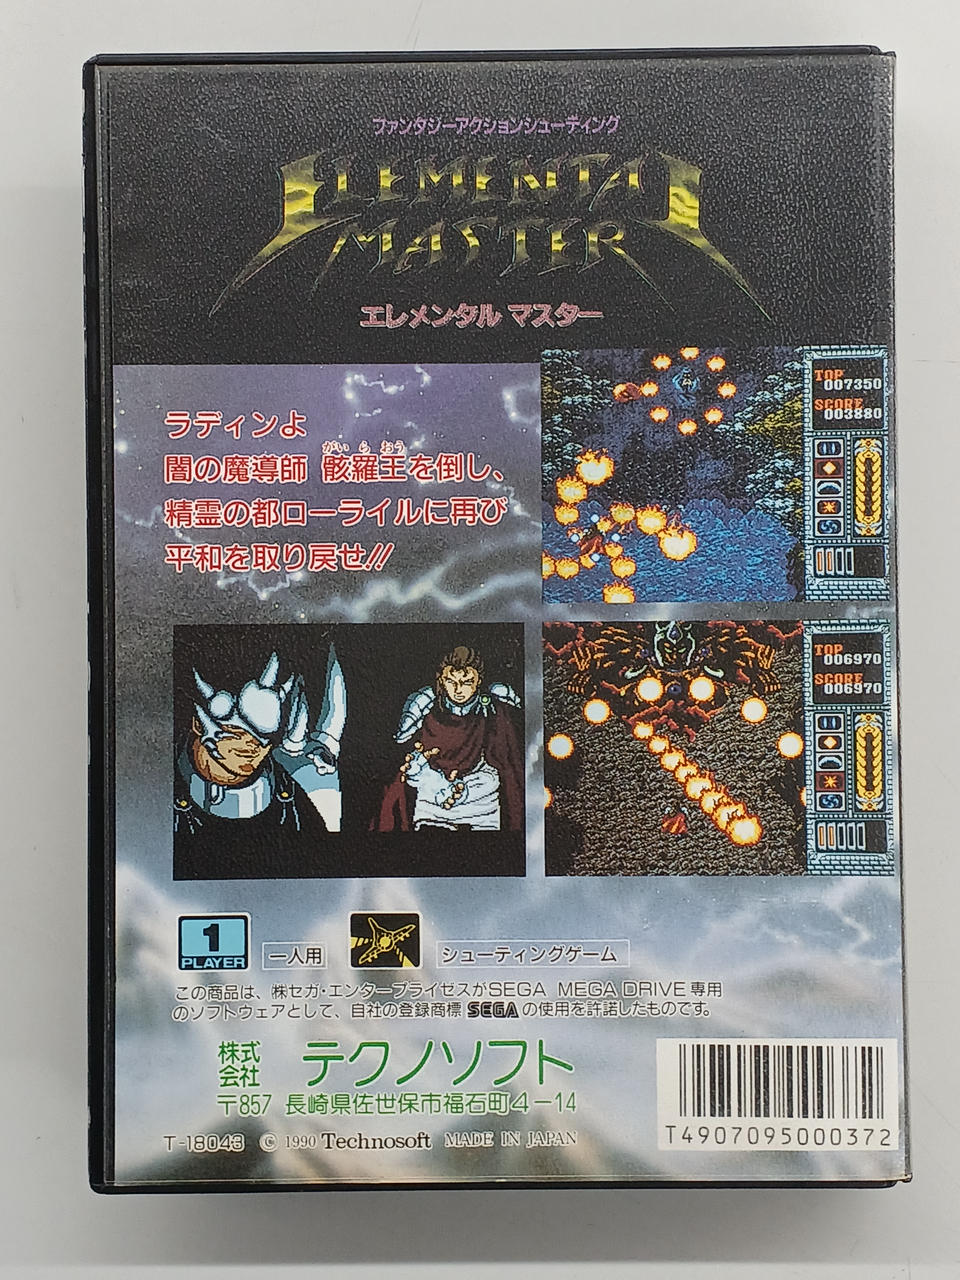 ファンタジーアクションシューティング
ELEMENTAL
MASTER
エレメンタル マスター
ラディンよ
がい ら おう
闇の魔導師 骸羅王を倒し、
精霊の都ローライルに再び
平和を取り戻せ!!
TOP
007350
SCORE
003880
TOP
006970
SCORE
006970
1
PLAYER
一人用
シューティングゲーム
この商品は、㈱セガ・エンタープライゼスがSEGA MEGA DRIVE専用
のソフトウェアとして、自社の登録商標 SEGA の使用を許諾したものです。
株式
会社
テクノソフト
〒857 長崎県佐世保市福石町4-14
T-18043 © 1990 Technosoft MADE IN JAPAN
T4907095000372